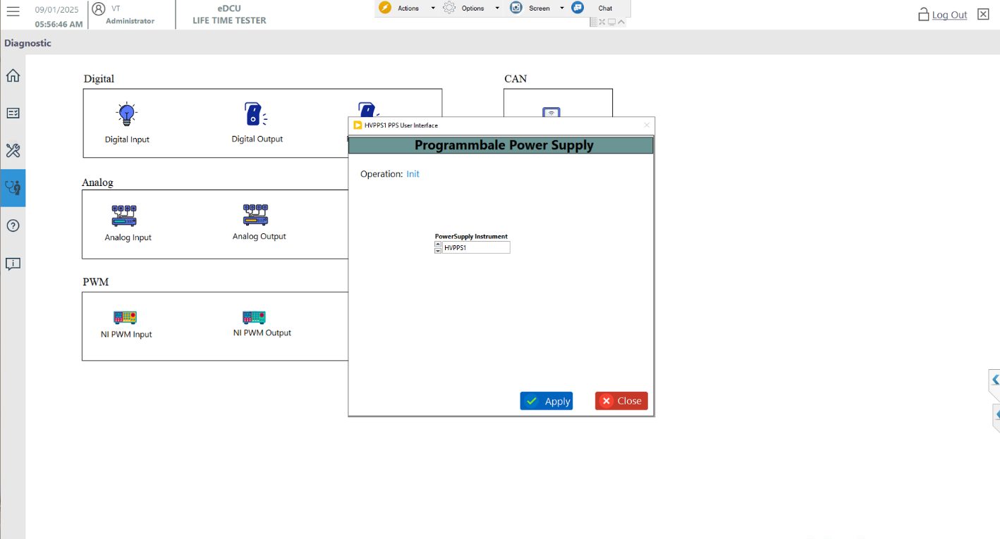 09/01/2025
05:56:46 AM
VT
Administrator
eDCU
LIFE TIME TESTER
Actions
Options
Screen
Chat
Log Out
Diagnostic
Digital
CAN
Digital Input
Digital Output
HVPPS1 PPS User Interface
Programmbale Power Supply
Operation: Init
Analog
Analog Input
Analog Output
PowerSupply Instrument
HVPPS1
PWM
NI PWM Input
NI PWM Output
Apply
Close